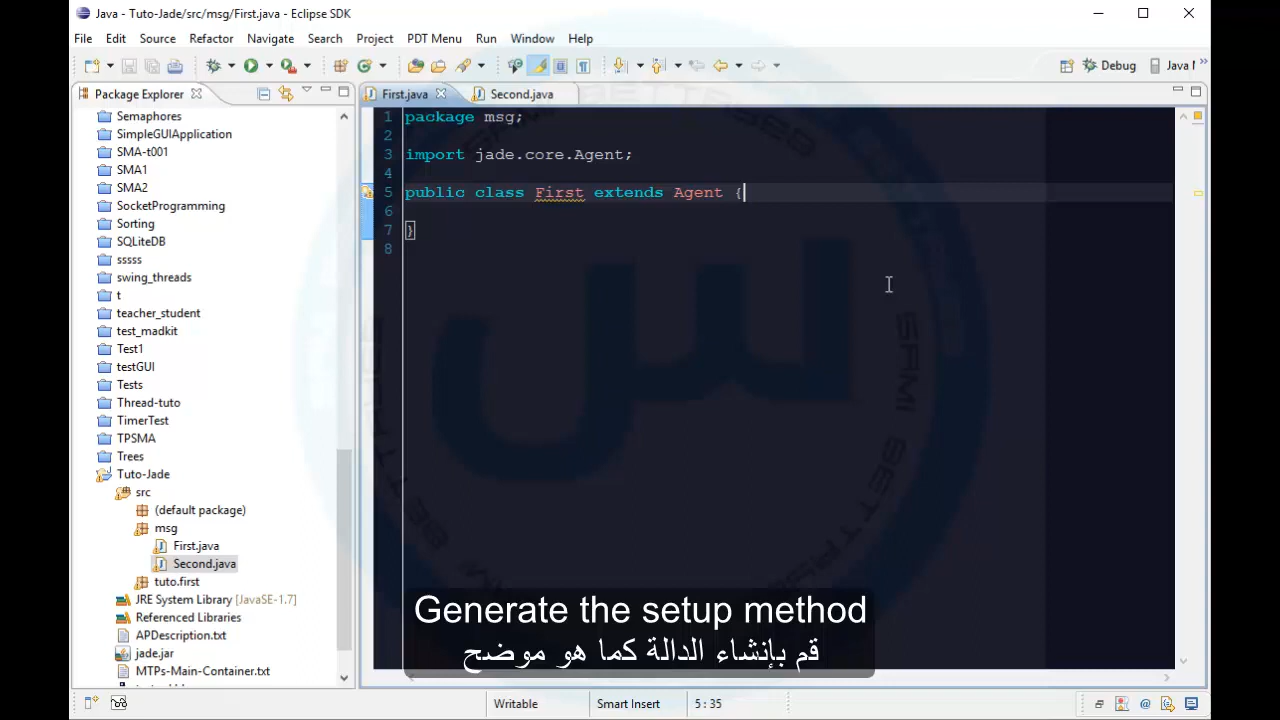 Java - Tuto-Jade/src/msg/First.java - Eclipse SDK
File Edit Source Refactor Navigate Search Project PDT Menu Run Window Help
Debug Java
Package Explorer
Semaphores
SimpleGUIApplication
SMA-t001
SMA1
SMA2
SocketProgramming
Sorting
SQLiteDB
sssss
swing_threads
t
teacher_student
test_madkit
Test1
testGUI
Tests
Thread-tuto
TimerTest
TPSMA
Trees
Tuto-Jade
src
(default package)
msg
First.java
Second.java
tuto.first
JRE System Library [JavaSE-1.7]
Referenced Libraries
APDescription.txt
jade.jar
MTPs-Main-Container.txt
First.java Second.java
1 package msg;
2
3 import jade.core.Agent;
4
5 public class First extends Agent {
6
7 }
8
س
SAMI BETTAYEB
Generate the setup method
قم بإنشاء الدالة كما هو موضح
Writable Smart Insert 5 : 35